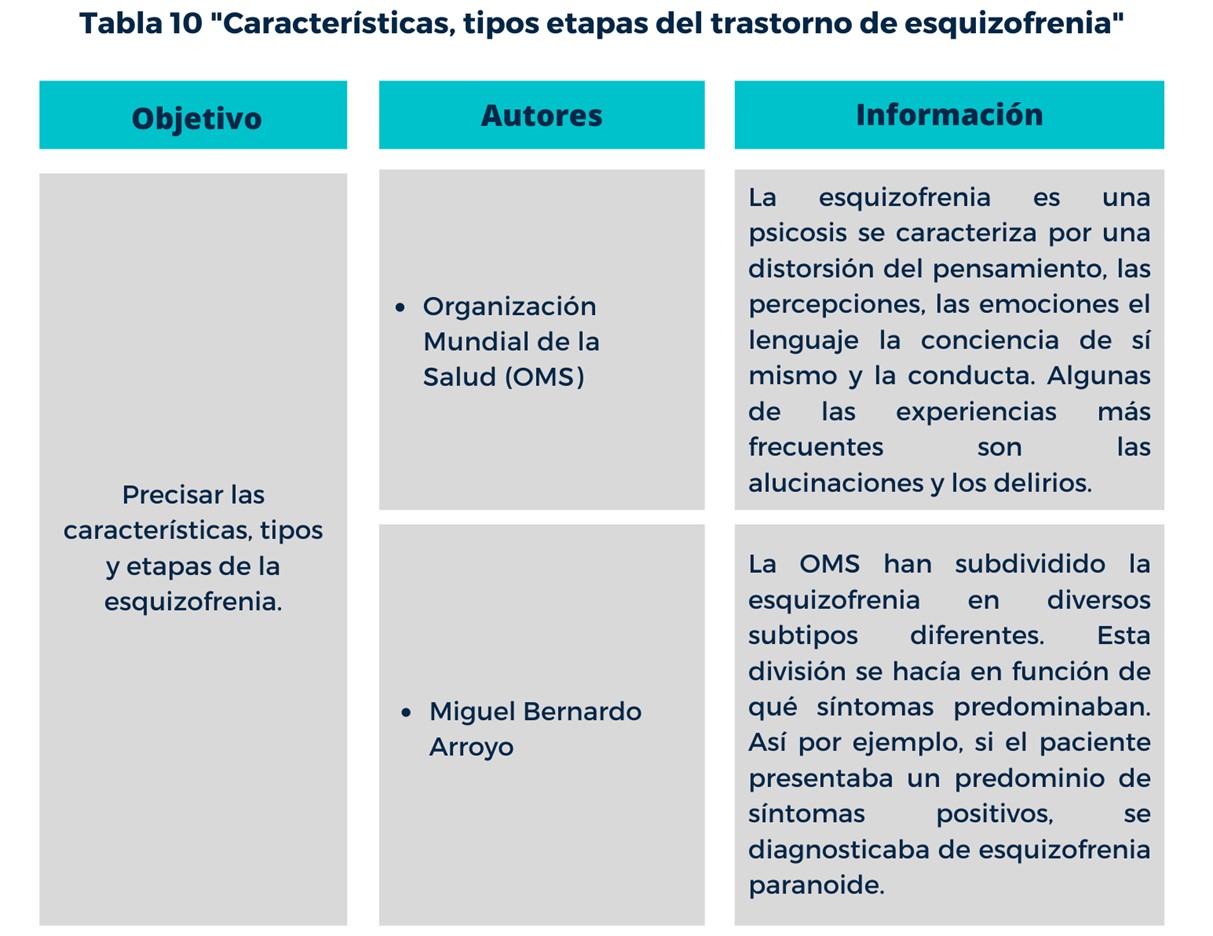 Tabla 10 "Características, tipos etapas del trastorno de esquizofrenia"
Objetivo
Autores
Información
Precisar las
características, tipos
y etapas de la
esquizofrenia.
• Organización
Mundial de la
Salud (OMS)
La esquizofrenia es una
psicosis se caracteriza por una
distorsión del pensamiento, las
percepciones, las emociones el
lenguaje la conciencia de sí
mismo y la conducta. Algunas
de las experiencias más
frecuentes son las
alucinaciones y los delirios.
• Miguel Bernardo
Arroyo
La OMS han subdividido la
esquizofrenia en diversos
subtipos diferentes. Esta
división se hacía en función de
qué síntomas predominaban.
Así por ejemplo, si el paciente
presentaba un predominio de
síntomas positivos, se
diagnosticaba de esquizofrenia
paranoide.